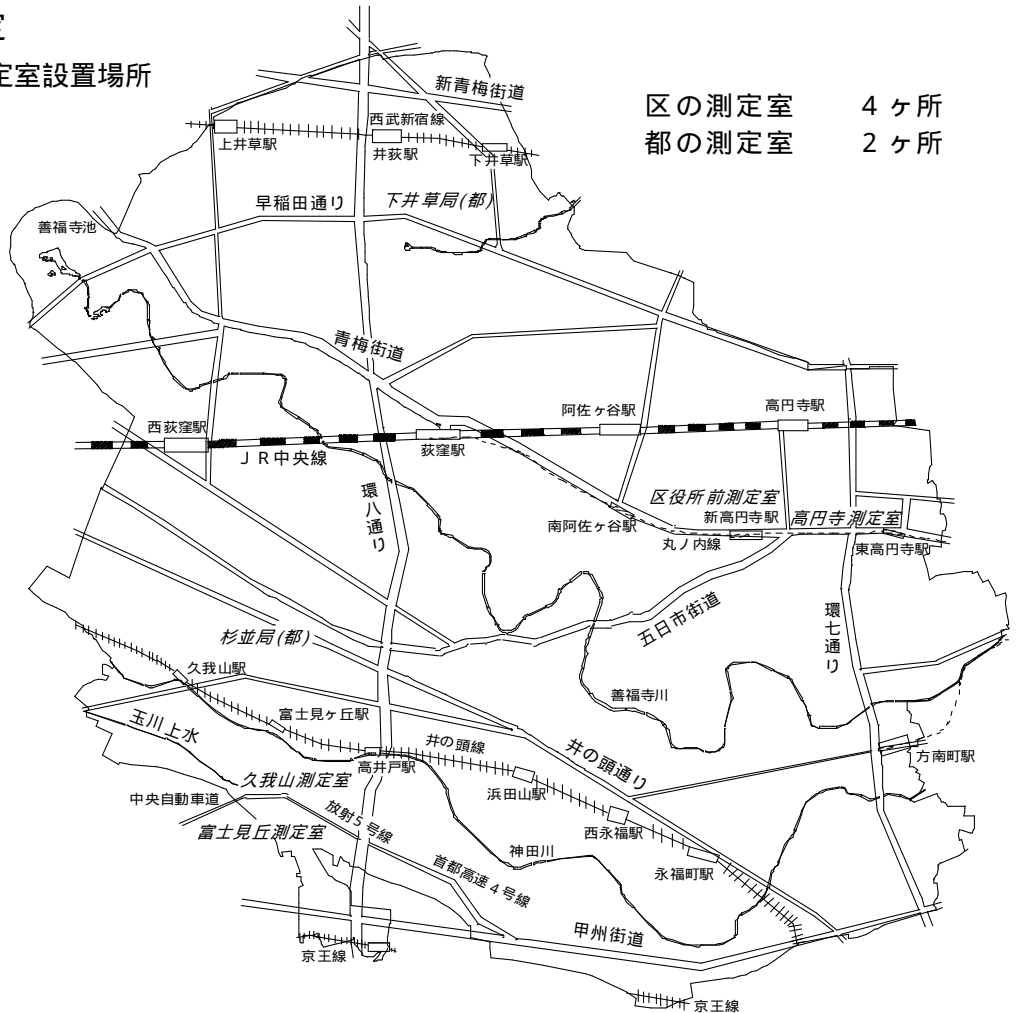 定室設置場所
区の測定室 4ヶ所
都の測定室 2ヶ所
新青梅街道
西武新宿線
上井草駅
井荻駅
下井草駅
早稲田通り
下井草局(都)
善福寺池
青梅街道
阿佐ヶ谷駅
高円寺駅
西荻窪駅
荻窪駅
JR中央線
環八通り
区役所前測定室
新高円寺駅
高円寺測定室
南阿佐ヶ谷駅
丸ノ内線
東高円寺駅
五日市街道
環七通り
杉並局(都)
久我山駅
善福寺川
富士見ヶ丘駅
玉川上水
井の頭線
井の頭通り
方南町駅
高井戸駅
久我山測定室
浜田山駅
中央自動車道
放射5号線
富士見丘測定室
西永福駅
神田川
首都高速4号線
永福町駅
甲州街道
京王線
京王線